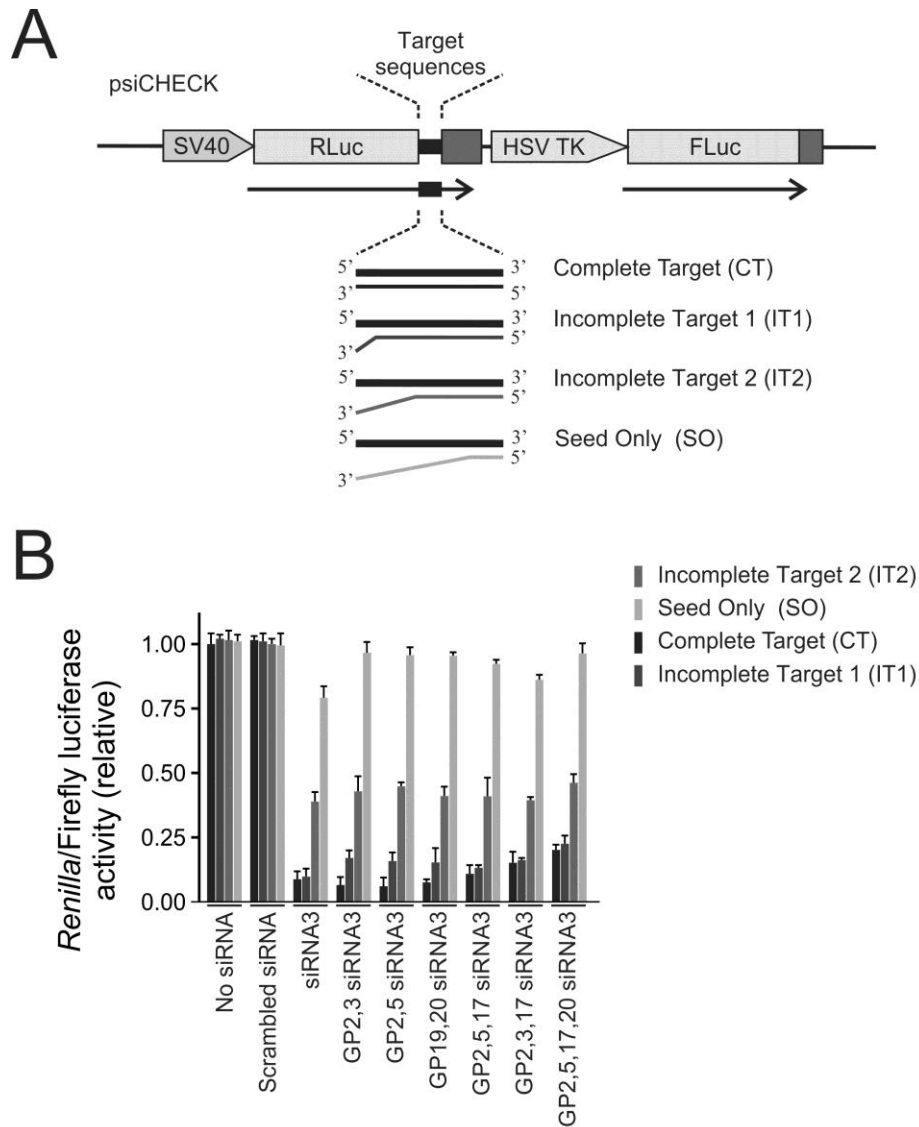 A
psiCHECK
Target
sequences
SV40
RLuc
HSV TK
FLuc
5’ 3’ Complete Target (CT)
3’ 5’
5’ 3’ Incomplete Target 1 (IT1)
3’ 5’
5’ 3’ Incomplete Target 2 (IT2)
3’ 5’
5’ 3’ Seed Only (SO)
3’ 5’
B
Incomplete Target 2 (IT2)
Seed Only (SO)
Complete Target (CT)
Incomplete Target 1 (IT1)
Renilla/Firefly luciferase
activity (relative)
1.00
0.75
0.50
0.25
0.00
No siRNA
Scrambled siRNA
siRNA3
GP2,3 siRNA3
GP2,5 siRNA3
GP19,20 siRNA3
GP2,5,17 siRNA3
GP2,3,17 siRNA3
GP2,5,17,20 siRNA3